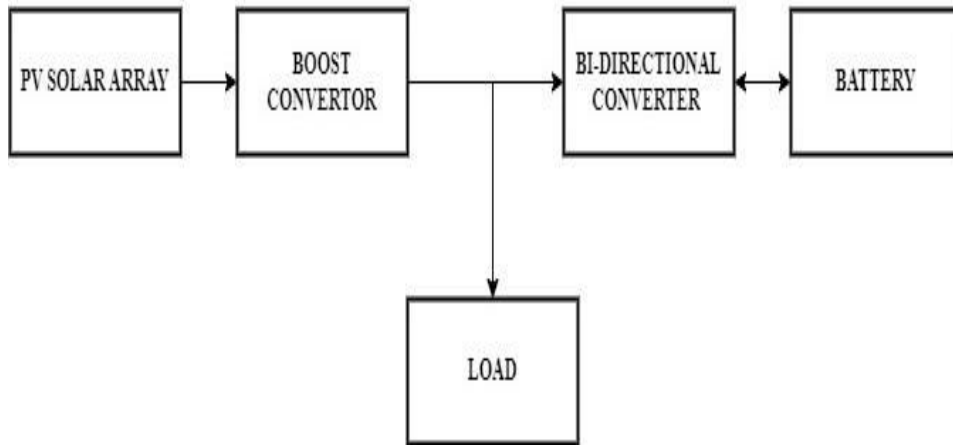 PV SOLAR ARRAY
BOOST
CONVERTOR
BI-DIRECTIONAL
CONVERTER
BATTERY
LOAD